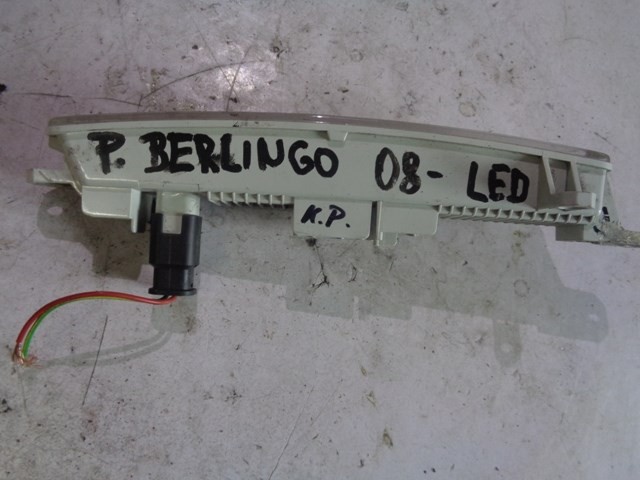 P. BERLINGO 08- LED
K.P.